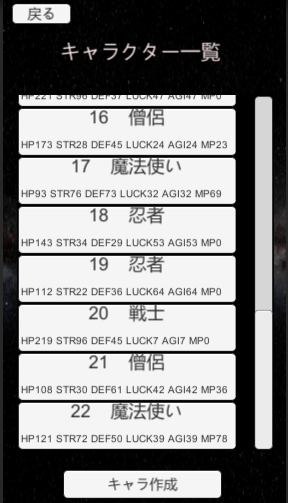 戻る
キャラクター一覧
HP221 STR96 DEF37 LUCK47 AGI47 MP0
16 僧侶
HP173 STR28 DEF45 LUCK24 AGI24 MP23
17 魔法使い
HP93 STR76 DEF73 LUCK32 AGI32 MP69
18 忍者
HP143 STR34 DEF29 LUCK53 AGI53 MP0
19 忍者
HP112 STR22 DEF36 LUCK64 AGI64 MP0
20 戦士
HP219 STR96 DEF45 LUCK7 AGI7 MP0
21 僧侶
HP108 STR30 DEF61 LUCK42 AGI42 MP36
22 魔法使い
HP121 STR72 DEF50 LUCK39 AGI39 MP78
キャラ作成